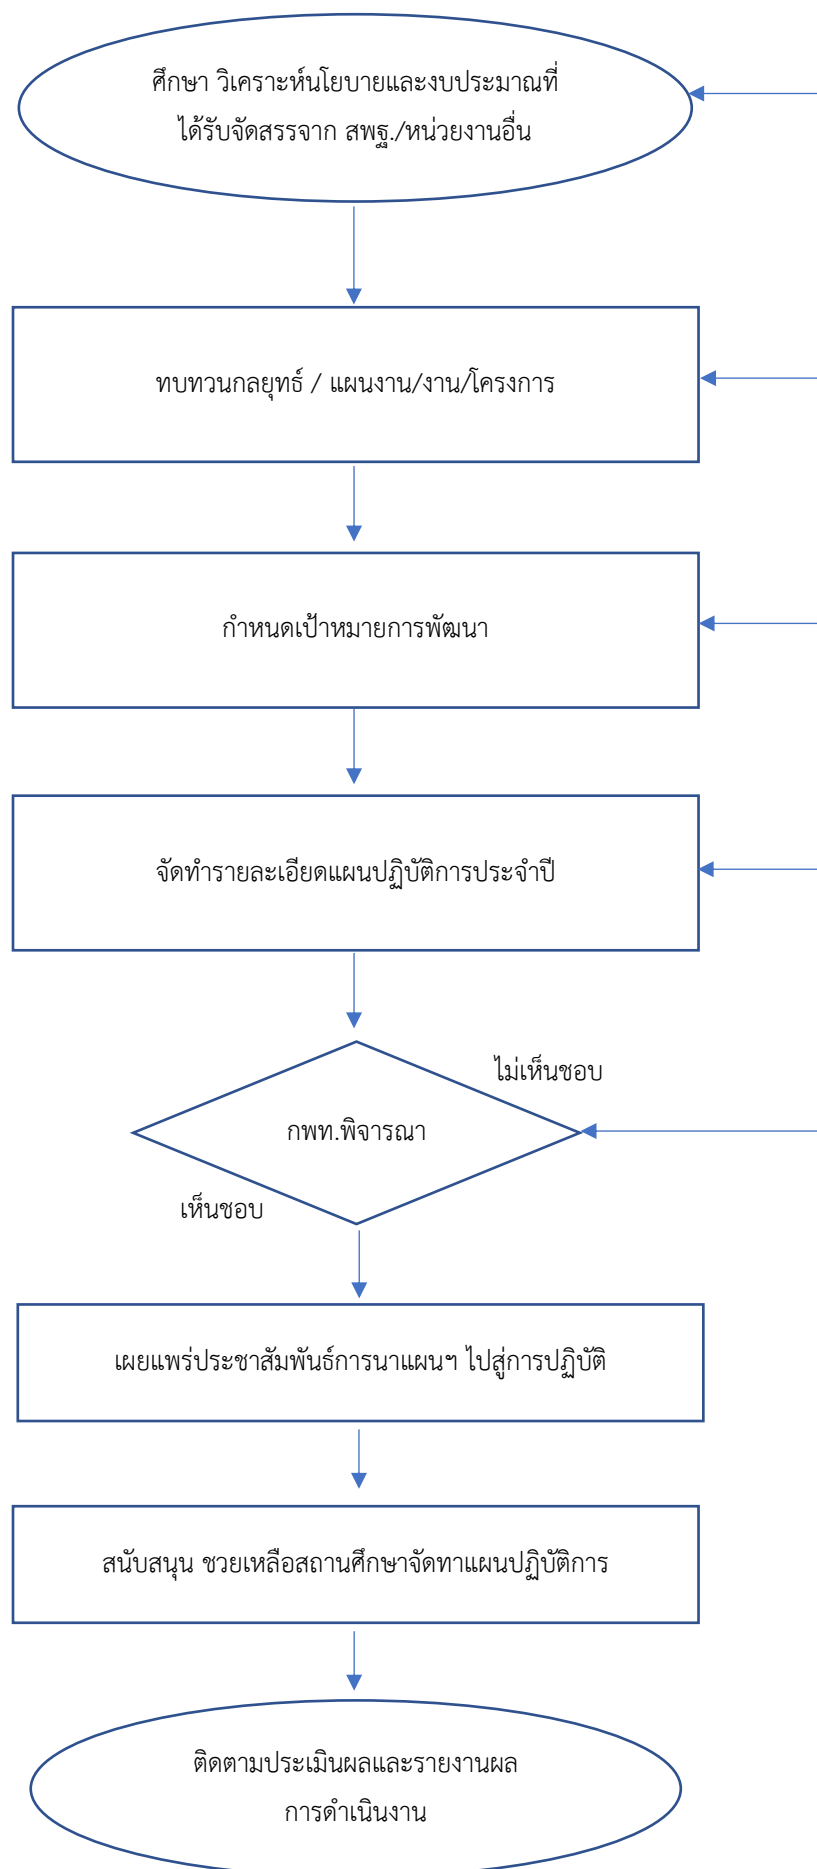 ศึกษา วิเคราะห์นโยบายและงบประมาณที่
ได้รับจัดสรรจาก สพฐ./หน่วยงานอื่น
ทบทวนกลยุทธ์ / แผนงาน/งาน/โครงการ
กำหนดเป้าหมายการพัฒนา
จัดทำรายละเอียดแผนปฏิบัติการประจำปี
ไม่เห็นชอบ
กพท.พิจารณา
เห็นชอบ
เผยแพร่ประชาสัมพันธ์การนาแผนฯ ไปสู่การปฏิบัติ
สนับสนุน ชวยเหลือสถานศึกษาจัดทาแผนปฏิบัติการ
ติดตามประเมินผลและรายงานผล
การดำเนินงาน